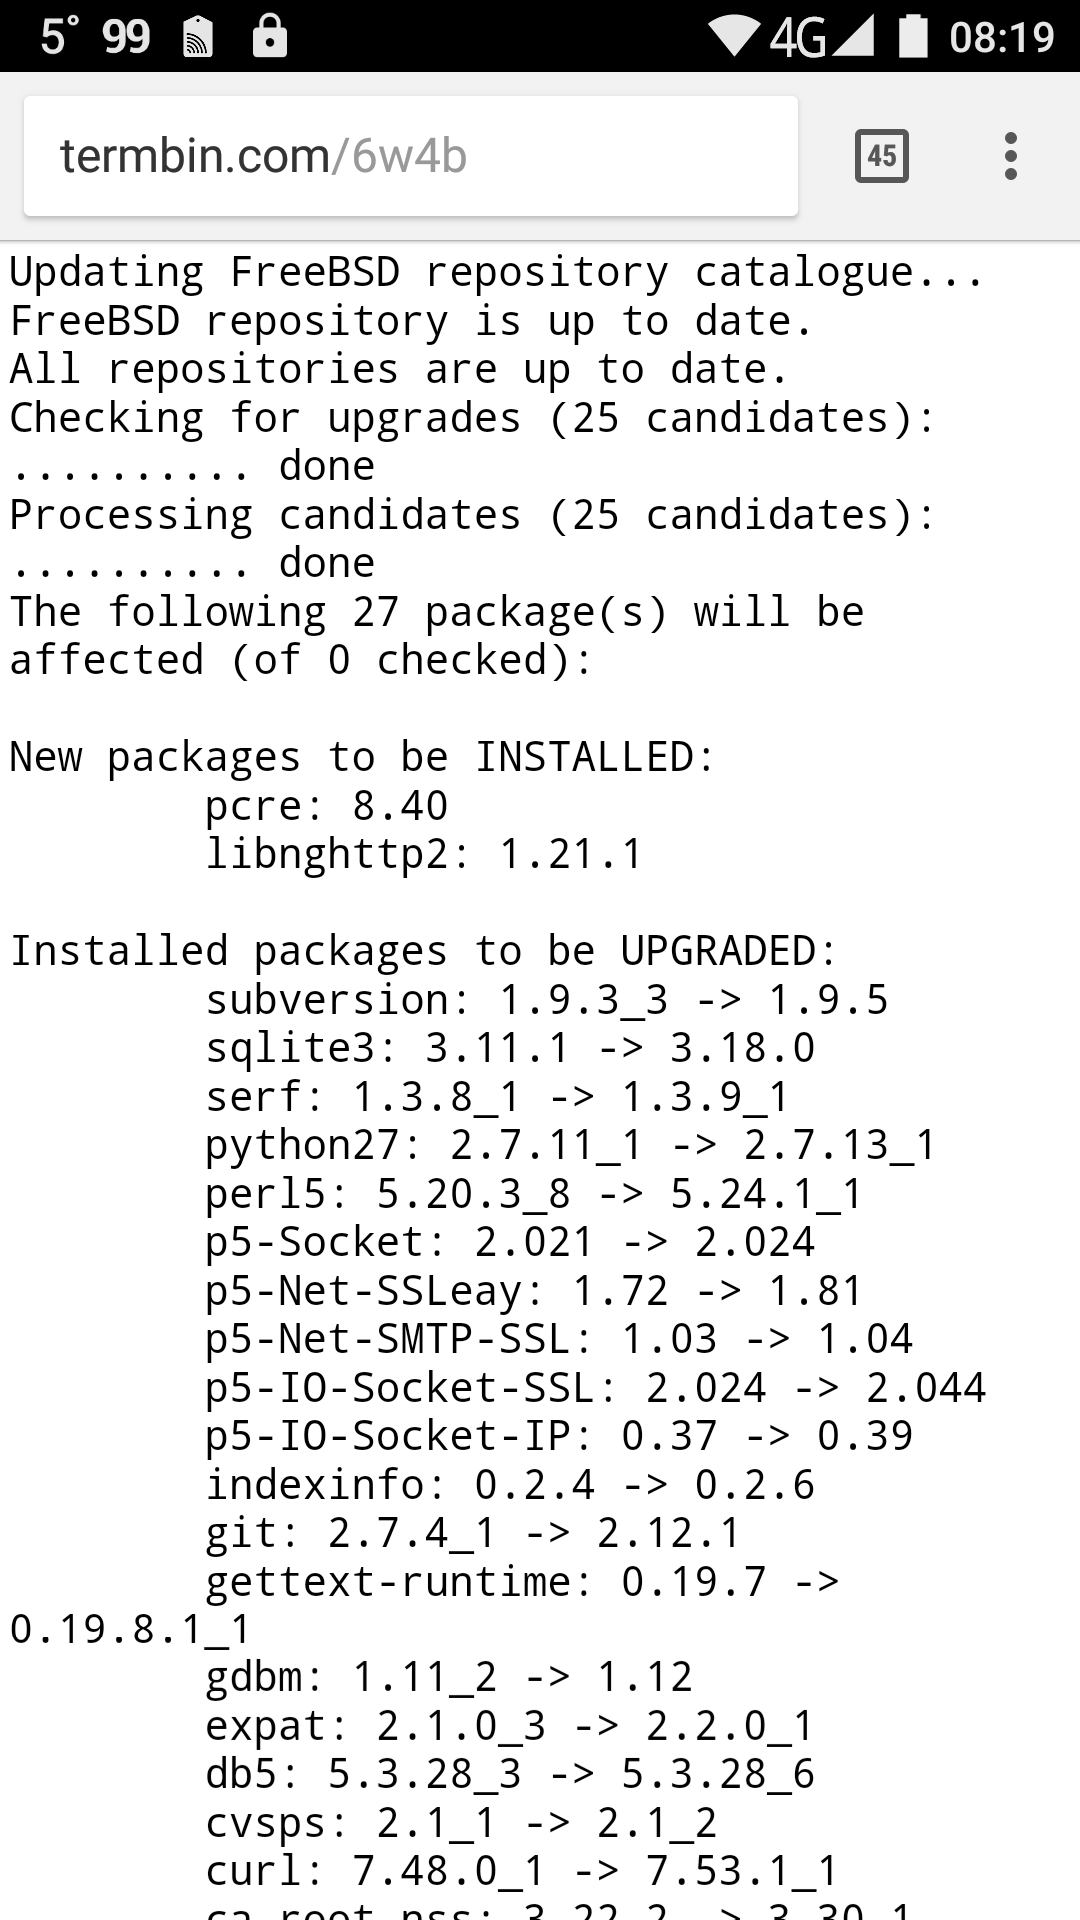 5° 99 4G 08:19
termbin.com/6w4b 45
Updating FreeBSD repository catalogue...
FreeBSD repository is up to date.
All repositories are up to date.
Checking for upgrades (25 candidates):
.......... done
Processing candidates (25 candidates):
.......... done
The following 27 package(s) will be
affected (of 0 checked):
New packages to be INSTALLED:
pcre: 8.40
libnghttp2: 1.21.1
Installed packages to be UPGRADED:
subversion: 1.9.3_3 -> 1.9.5
sqlite3: 3.11.1 -> 3.18.0
serf: 1.3.8_1 -> 1.3.9_1
python27: 2.7.11_1 -> 2.7.13_1
perl5: 5.20.3_8 -> 5.24.1_1
p5-Socket: 2.021 -> 2.024
p5-Net-SSLeay: 1.72 -> 1.81
p5-Net-SMTP-SSL: 1.03 -> 1.04
p5-IO-Socket-SSL: 2.024 -> 2.044
p5-IO-Socket-IP: 0.37 -> 0.39
indexinfo: 0.2.4 -> 0.2.6
git: 2.7.4_1 -> 2.12.1
gettext-runtime: 0.19.7 ->
0.19.8.1_1
gdbm: 1.11_2 -> 1.12
expat: 2.1.0_3 -> 2.2.0_1
db5: 5.3.28_3 -> 5.3.28_6
cvsps: 2.1_1 -> 2.1_2
curl: 7.48.0_1 -> 7.53.1_1
ca_root_nss: 3.22.2 -> 3.30.1